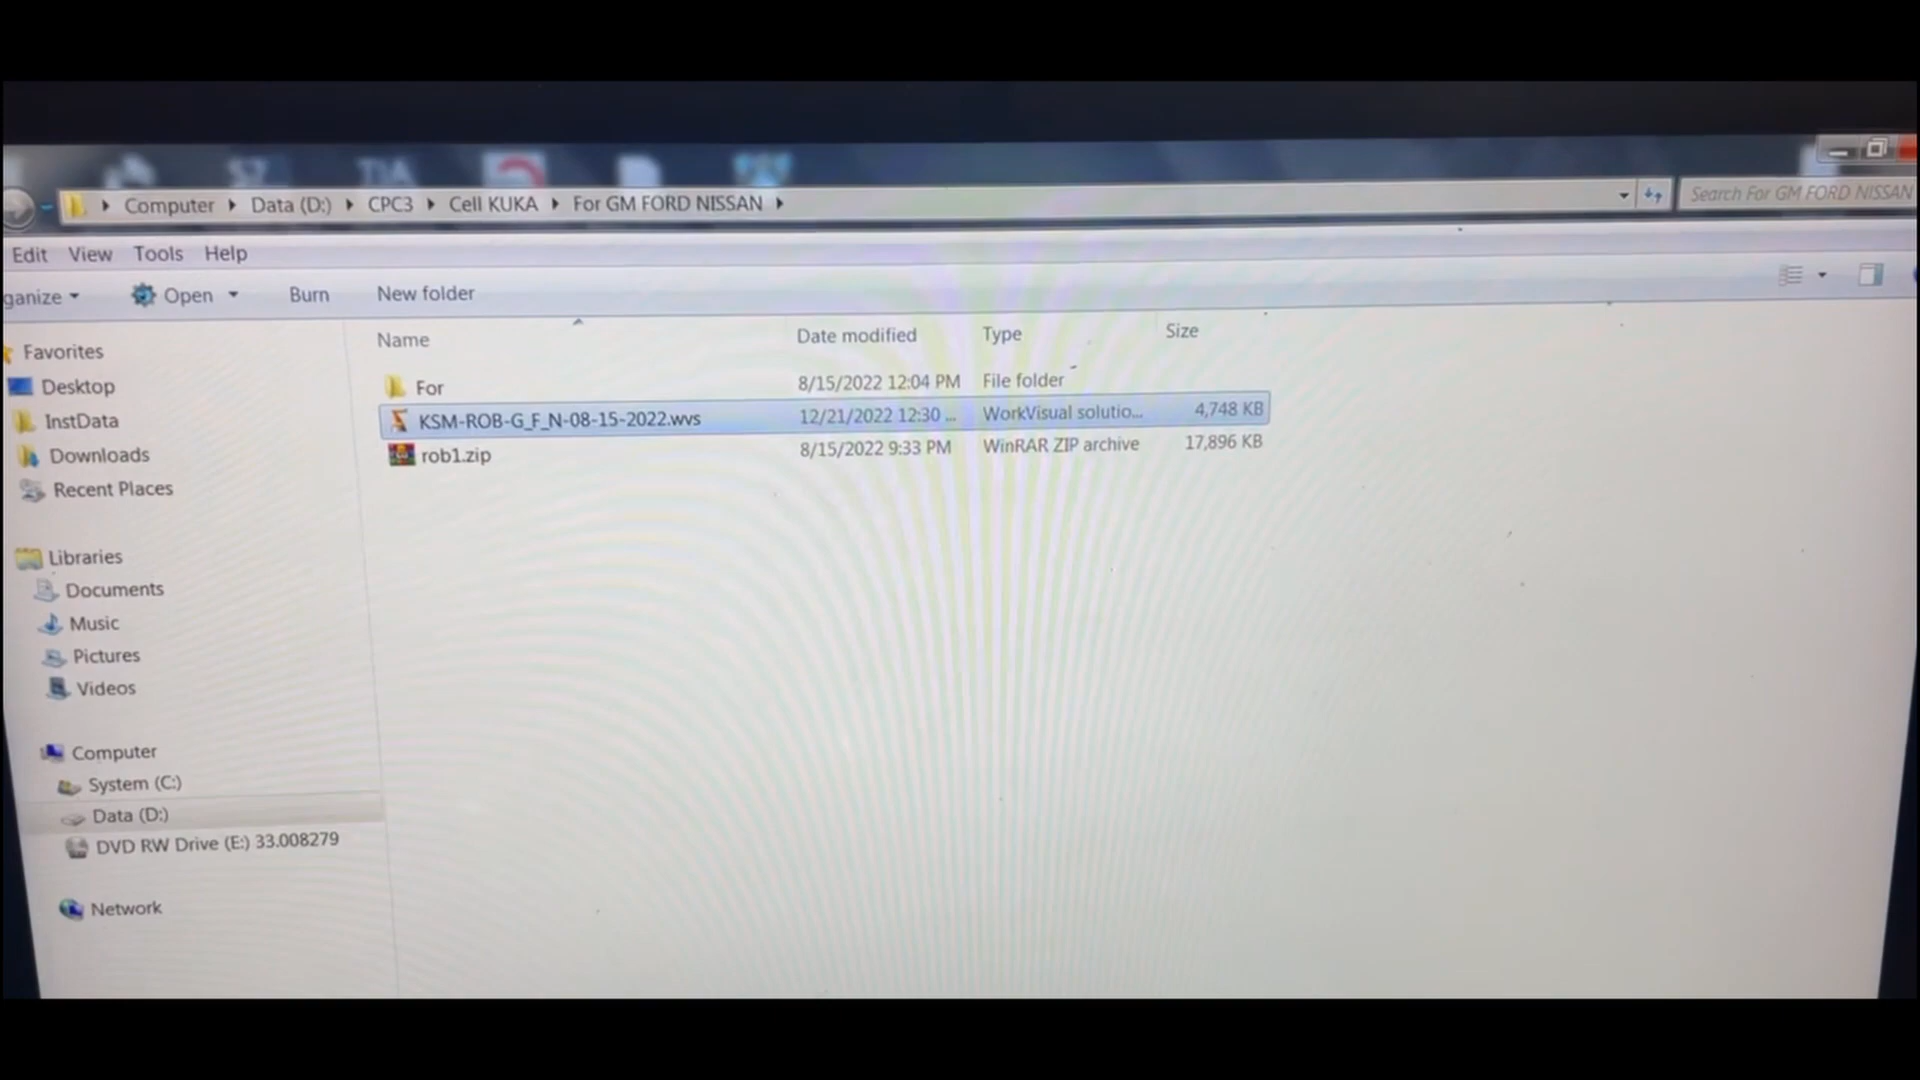 SZ TIA
Computer Data (D:) CPC3 Cell KUKA For GM FORD NISSAN Search For GM FORD NISSAN
Edit View Tools Help
ganize Open Burn New folder
Name Date modified Type Size
For 8/15/2022 12:04 PM File folder
KSM-ROB-G_F_N-08-15-2022.wvs 12/21/2022 12:30 ... WorkVisual solutio... 4,748 KB
rob1.zip 8/15/2022 9:33 PM WinRAR ZIP archive 17,896 KB
Favorites
Desktop
InstData
Downloads
Recent Places
Libraries
Documents
Music
Pictures
Videos
Computer
System (C:)
Data (D:)
DVD RW Drive (E:) 33.008279
Network